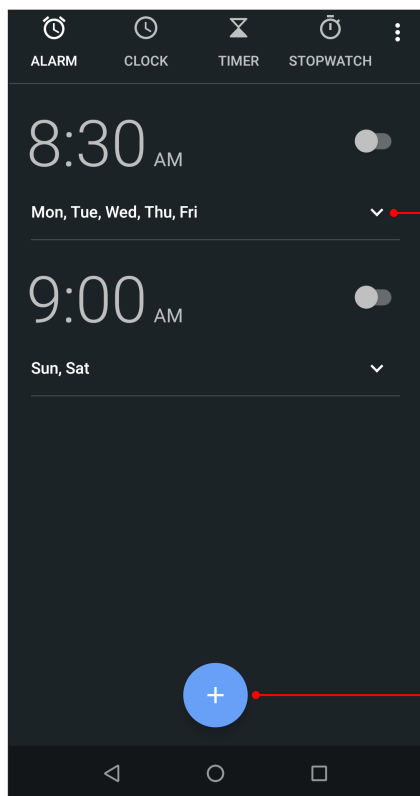 ALARM CLOCK TIMER STOPWATCH
8:30 AM
Mon, Tue, Wed, Thu, Fri
9:00 AM
Sun, Sat